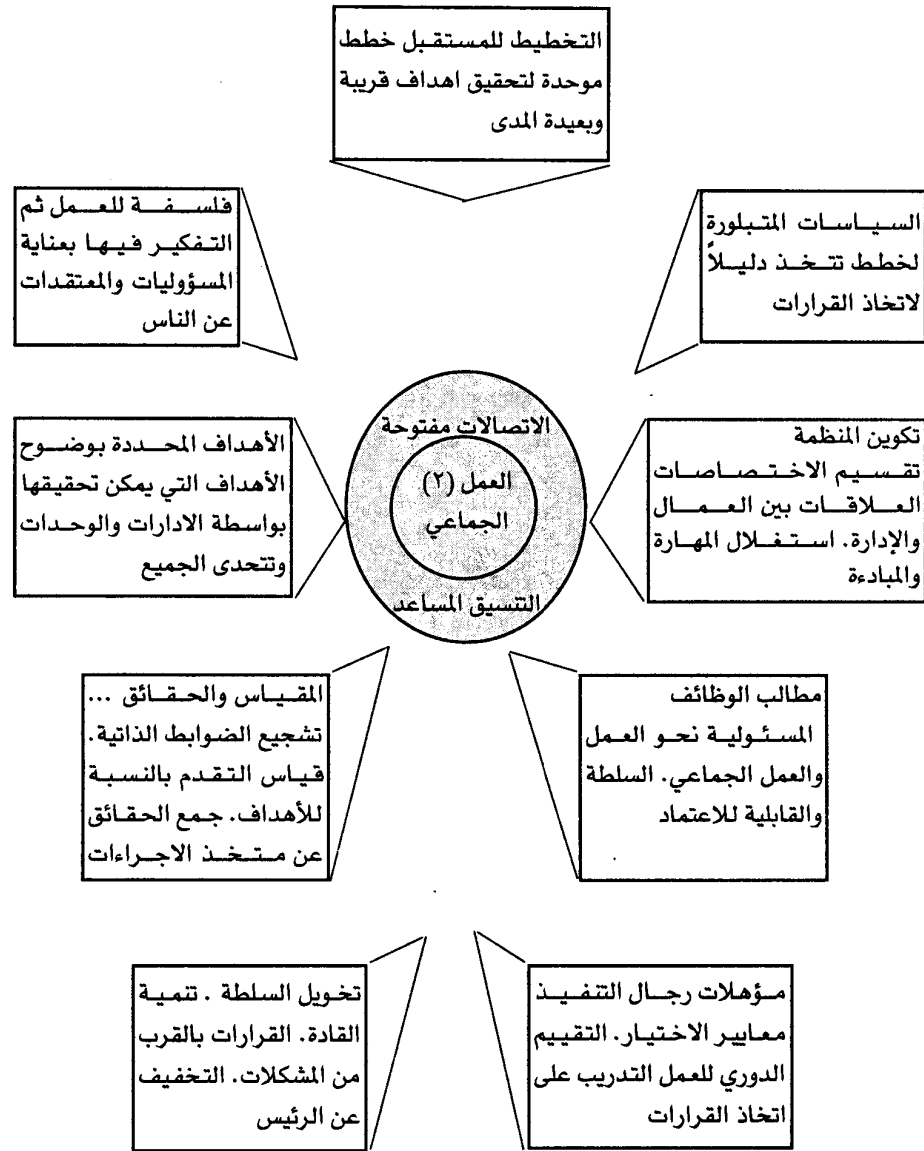 التخطيط للمستقبل خطط
موحدة لتحقيق اهداف قريبة
وبعيدة المدى
السياسات المتبلورة
لخطط تتخذ دليلاً
لاتخاذ القرارات
فلسفة للعمل ثم
التفكير فيها بعناية
المسؤوليات والمعتقدات
عن الناس
تكوين المنظمة
تقسيم الاختصاصات
العلاقات بين العمال
والإدارة. استغلال المهارة
والمبادءة
الاتصالات مفتوحة
العمل (٢)
الجماعي
التتسيق المساعد
الأهداف المحددة بوضوح
الأهداف التي يمكن تحقيقها
بواسطة الادارات والوحدات
وتتحدى الجميع
مطالب الوظائف
المسئولية نحو العمل
والعمل الجماعي. السلطة
والقابلية للاعتماد
المقياس والحقائق ...
تشجيع الضوابط الذاتية.
قياس التقدم بالنسبة
للأهداف. جمع الحقائق
عن متخذ الاجراءات
مؤهلات رجال التنفيذ
معايير الاختيار. التقييم
الدوري للعمل التدريب على
اتخاذ القرارات
تخويل السلطة . تنمية
القادة. القرارات بالقرب
من المشكلات. التخفيف
عن الرئيس